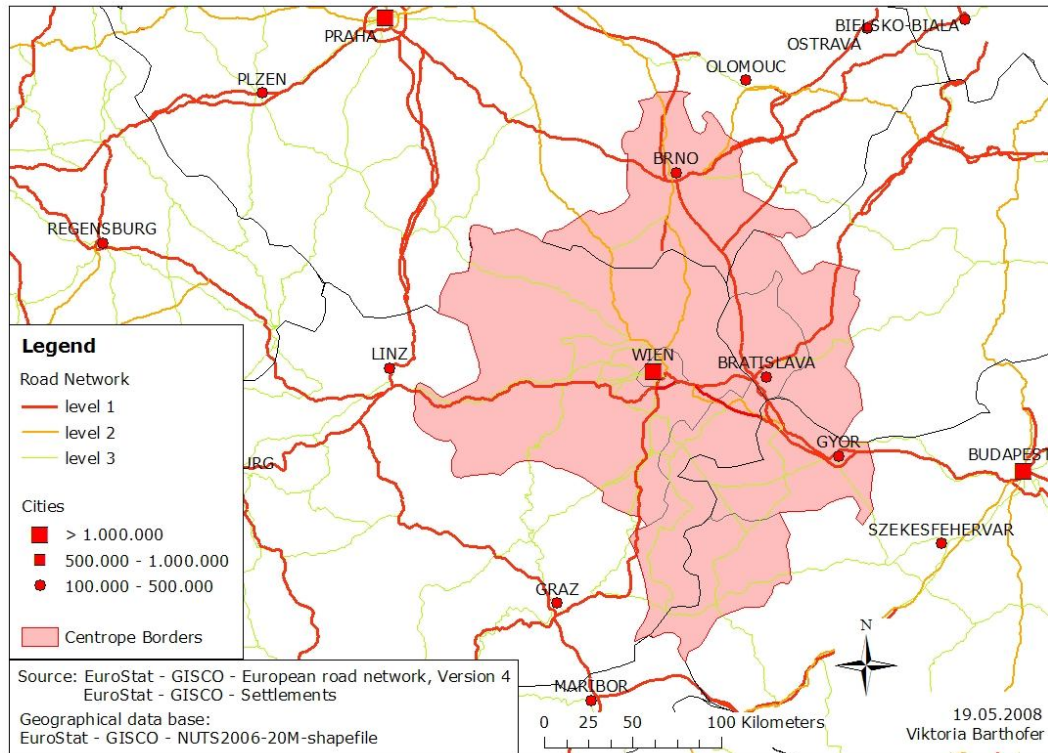 PRAHA
BIELSKO-BIALA
OSTRAVA
PLZEN
OLOMOUC
BRNO
REGENSBURG
LINZ
WIEN
BRATISLAVA
GYOR
BUDAPEST
URG
SZEKESFEHERVAR
GRAZ
MARIBOR
Legend
Road Network
level 1
level 2
level 3
Cities
> 1.000.000
500.000 - 1.000.000
100.000 - 500.000
Centrope Borders
Source: EuroStat - GISCO - European road network, Version 4
EuroStat - GISCO - Settlements
Geographical data base:
EuroStat - GISCO - NUTS2006-20M-shapefile
N
0 25 50 100 Kilometers
19.05.2008
Viktoria Barthofer